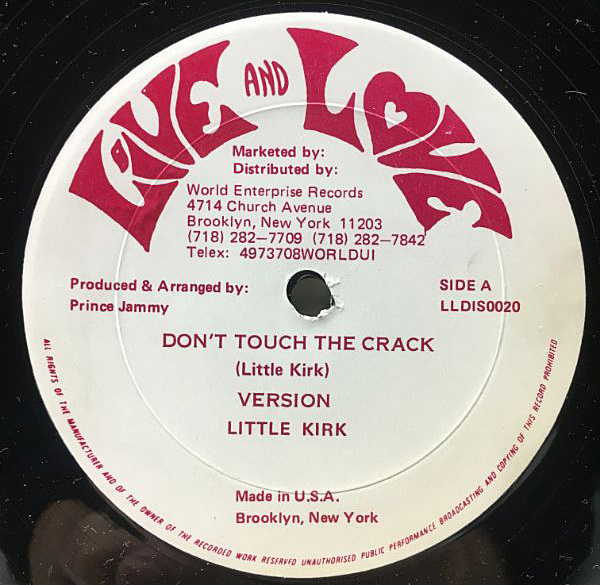 LIVE AND LOVE
Marketed by:
Distributed by:
World Enterprise Records
4714 Church Avenue
Brooklyn, New York 11203
(718) 282–7709 (718) 282–7842
Telex: 4973708WORLDUI
Produced & Arranged by:
Prince Jammy
SIDE A
LLDIS0020
DON'T TOUCH THE CRACK
(Little Kirk)
VERSION
LITTLE KIRK
Made in U.S.A.
Brooklyn, New York
ALL RIGHTS OF THE MANUFACTURER AND OF THE OWNER OF THE RECORDED WORK RESERVED UNAUTHORISED PUBLIC PERFORMANCE BROADCASTING AND COPYING OF THIS RECORD PROHIBITED